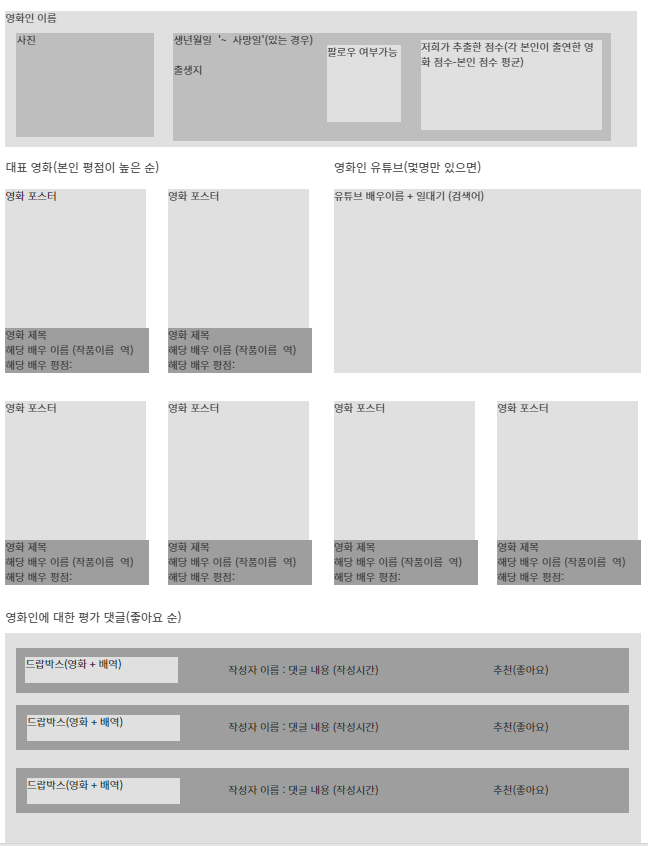 영화인 이름
사진
생년월일 '~ 사망일'(있는 경우)
출생지
팔로우 여부가능
저희가 추출한 점수(각 본인이 출연한 영
화 점수-본인 점수 평균)
대표 영화(본인 평점이 높은 순)
영화인 유튜브(몇명만 있으면)
영화 포스터
영화 포스터
유튜브 배우이름 + 일대기 (검색어)
영화 제목
해당 배우 이름 (작품이름 역)
해당 배우 평점:
영화 제목
해당 배우 이름 (작품이름 역)
해당 배우 평점:
영화 포스터
영화 포스터
영화 포스터
영화 포스터
영화 제목
해당 배우 이름 (작품이름 역)
해당 배우 평점:
영화 제목
해당 배우 이름 (작품이름 역)
해당 배우 평점:
영화 제목
해당 배우 이름 (작품이름 역)
해당 배우 평점:
영화 제목
해당 배우 이름 (작품이름 역)
해당 배우 평점:
영화인에 대한 평가 댓글(좋아요 순)
드랍박스(영화 + 배역)
작성자 이름 : 댓글 내용 (작성시간)
추천(좋아요)
드랍박스(영화 + 배역)
작성자 이름 : 댓글 내용 (작성시간)
추천(좋아요)
드랍박스(영화 + 배역)
작성자 이름 : 댓글 내용 (작성시간)
추천(좋아요)